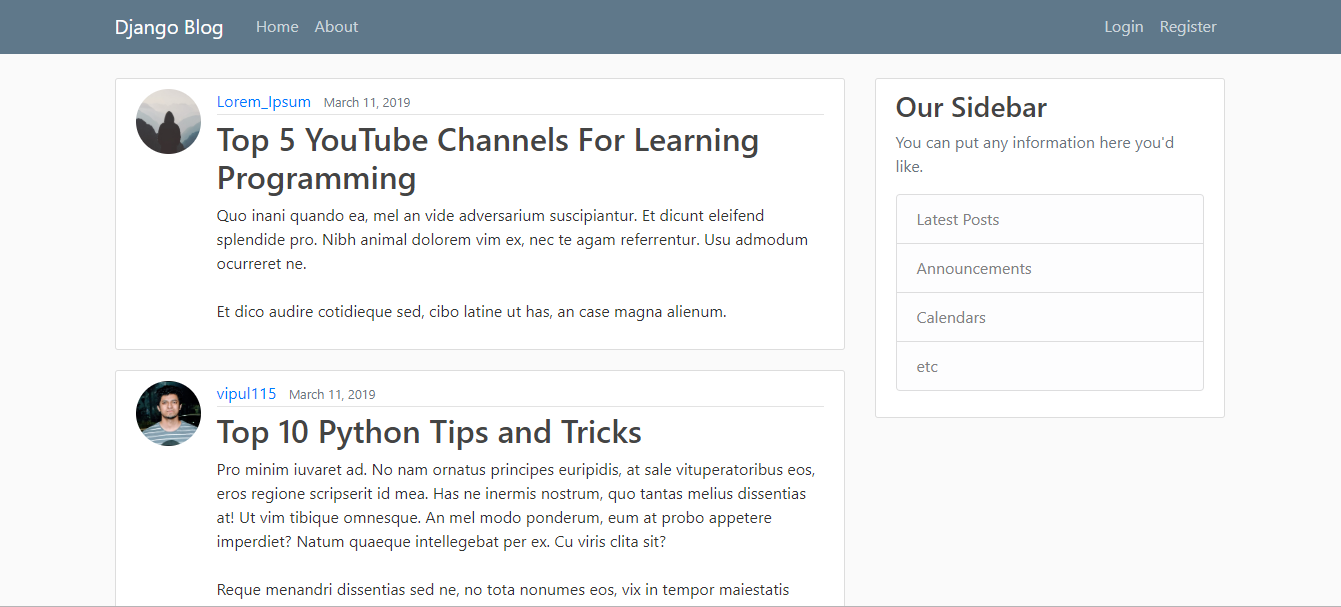 Django Blog Home About Login Register
Lorem_Ipsum March 11, 2019
Top 5 YouTube Channels For Learning
Programming
Quo inani quando ea, mel an vide adversarium suscipiantur. Et dicunt eleifend
splendide pro. Nibh animal dolorem vim ex, nec te agam referrentur. Usu admodum
ocurreret ne.
Et dico audire cotidieque sed, cibo latine ut has, an case magna alienum.
vipul115 March 11, 2019
Top 10 Python Tips and Tricks
Pro minim iuvaret ad. No nam ornatus principes euripidis, at sale vituperatoribus eos,
eros regione scripserit id mea. Has ne inermis nostrum, quo tantas melius dissentias
at! Ut vim tibique omnesque. An mel modo ponderum, eum at probo appetere
imperdiet? Natum quaeque intellegebat per ex. Cu viris clita sit?
Reque menandri dissentias sed ne, no tota nonumes eos, vix in tempor maiestatis
Our Sidebar
You can put any information here you'd
like.
Latest Posts
Announcements
Calendars
etc